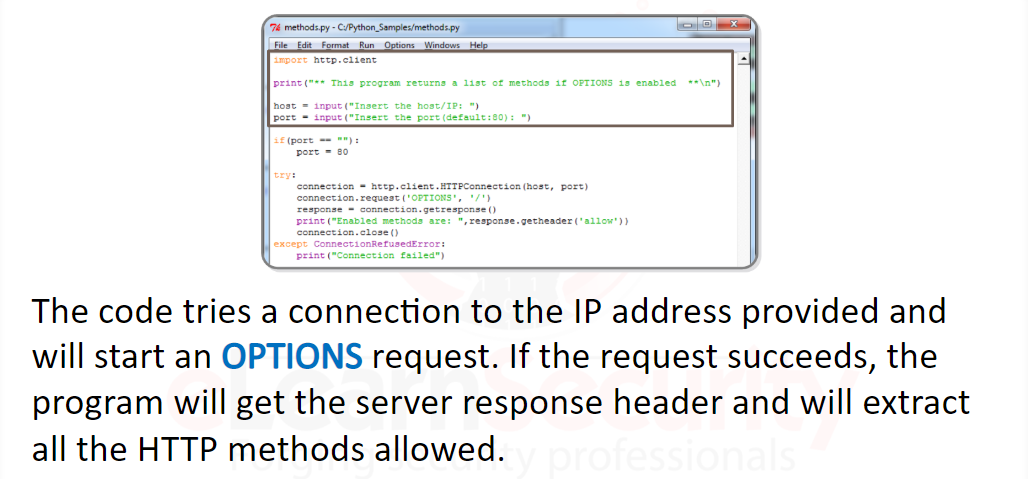 methods.py - C:/Python_Samples/methods.py
File Edit Format Run Options Windows Help
import http.client
print("** This program returns a list of methods if OPTIONS is enabled  **\n")
host = input("Insert the host/IP: ")
port = input("Insert the port(default:80): ")
if(port == ""):
    port = 80
try:
    connection = http.client.HTTPConnection(host, port)
    connection.request('OPTIONS', '/')
    response = connection.getresponse()
    print("Enabled methods are: ",response.getheader('allow'))
    connection.close()
except ConnectionRefusedError:
    print("Connection failed")
The code tries a connection to the IP address provided and
will start an OPTIONS request. If the request succeeds, the
program will get the server response header and will extract
all the HTTP methods allowed.
eLearnSecurity
Forging security professionals